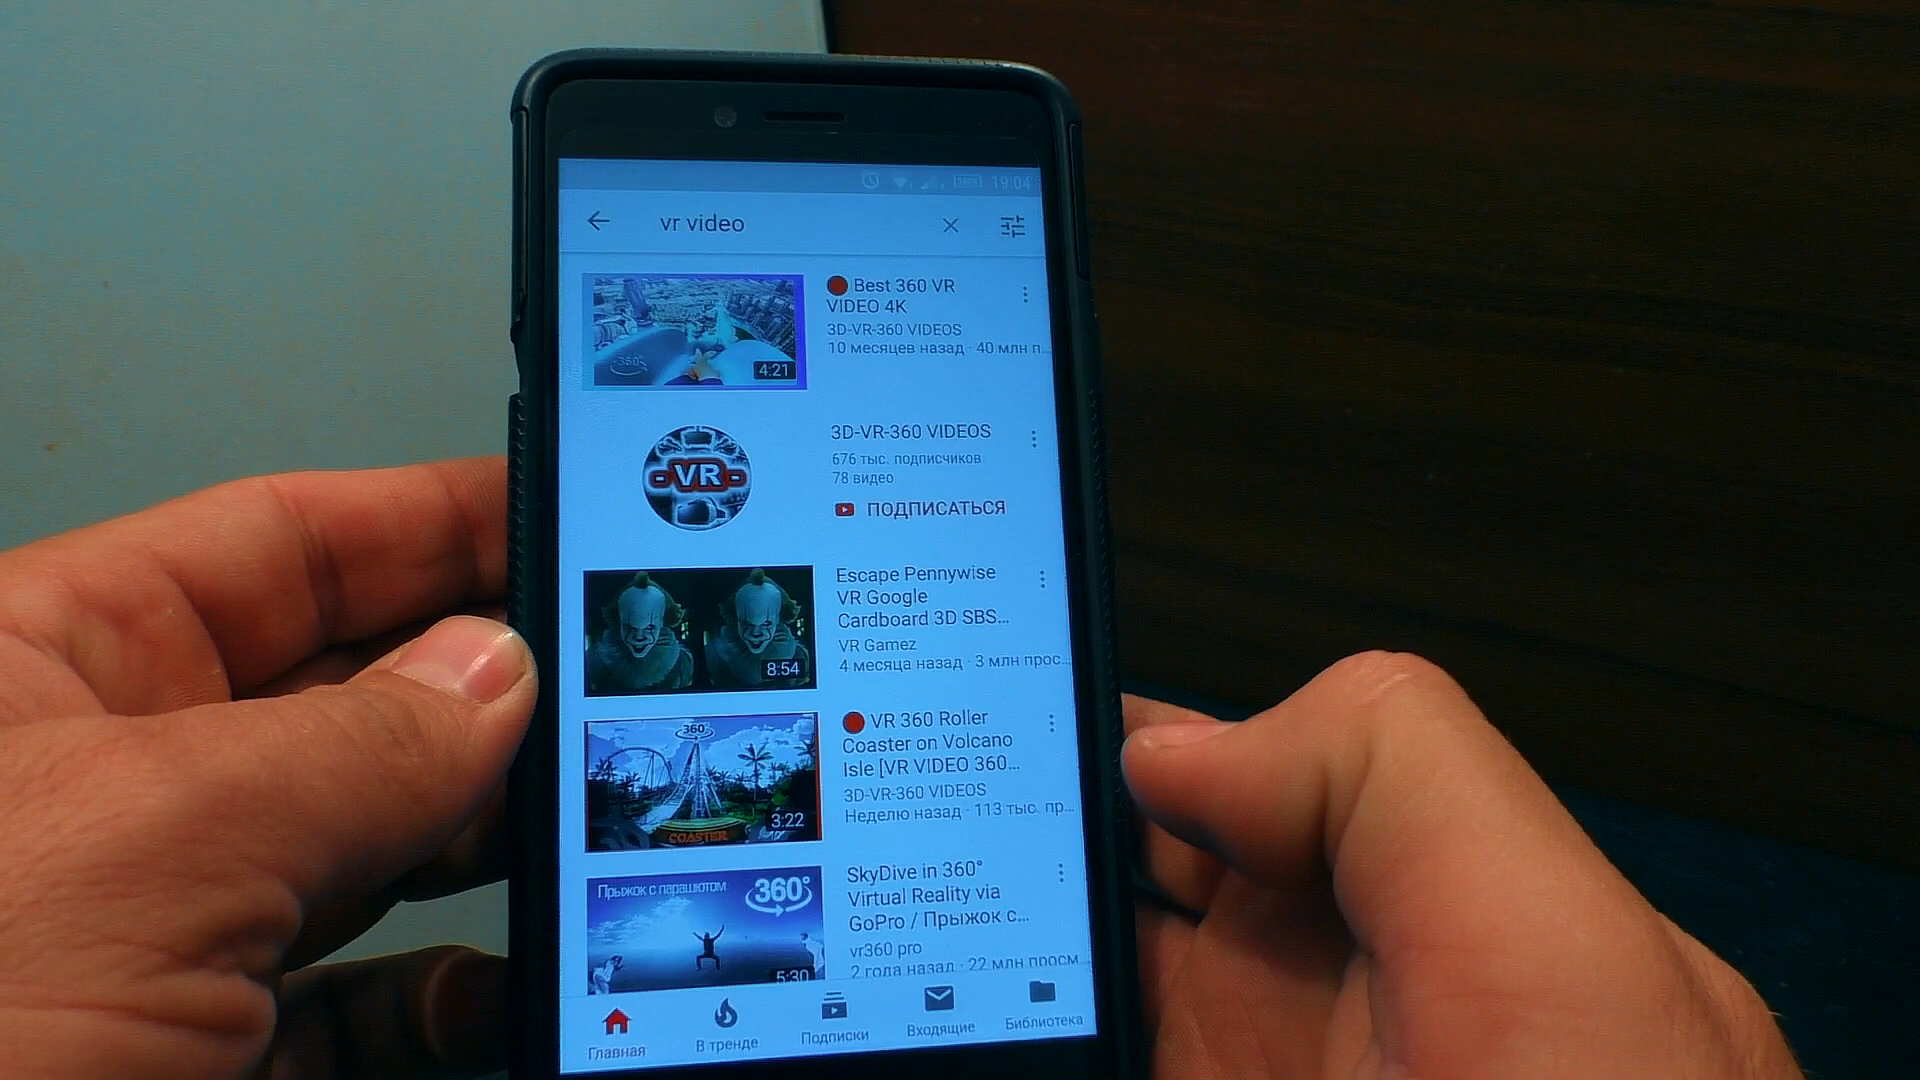 100% 19:04
vr video
Best 360 VR
VIDEO 4K
3D-VR-360 VIDEOS
10 месяцев назад · 40 млн п...
360°
4:21
3D-VR-360 VIDEOS
676 тыс. подписчиков
78 видео
ПОДПИСАТЬСЯ
- VR -
Escape Pennywise
VR Google
Cardboard 3D SBS...
VR Gamez
4 месяца назад · 3 млн прос...
8:54
VR 360 Roller
Coaster on Volcano
Isle [VR VIDEO 360...
3D-VR-360 VIDEOS
Неделю назад · 113 тыс. пр...
360°
3:22
COASTER
SkyDive in 360°
Virtual Reality via
GoPro / Прыжок с...
vr360 pro
2 года назад · 22 млн просм...
Прыжок с парашютом 360°
5:30
Главная
В тренде
Подписки
Входящие
Библиотека